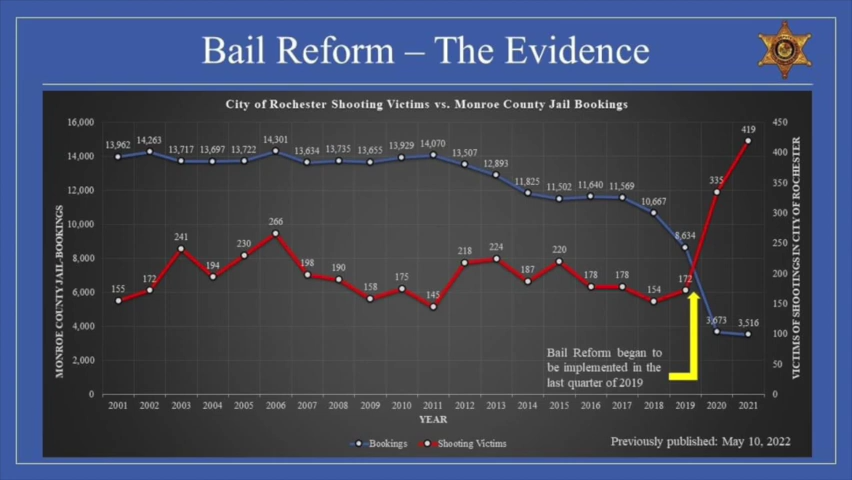 Bail Reform – The Evidence
City of Rochester Shooting Victims vs. Monroe County Jail Bookings
MONROE COUNTY JAIL-BOOKINGS
16,000
14,000
12,000
10,000
8,000
6,000
4,000
2,000
0
13,962 14,263 13,717 13,697 13,722 14,301 13,634 13,735 13,655 13,929 14,070 13,507 12,893 11,825 11,502 11,640 11,569 10,667 8,634 3,673 3,516
155 172 241 194 230 266 198 190 158 175 145 218 224 187 220 178 178 154 172 335 419
450
400
350
300
250
200
150
100
50
0
VICTIMS OF SHOOTINGS IN CITY OF ROCHESTER
Bail Reform began to
be implemented in the
last quarter of 2019
2001 2002 2003 2004 2005 2006 2007 2008 2009 2010 2011 2012 2013 2014 2015 2016 2017 2018 2019 2020 2021
YEAR
Bookings Shooting Victims
Previously published: May 10, 2022